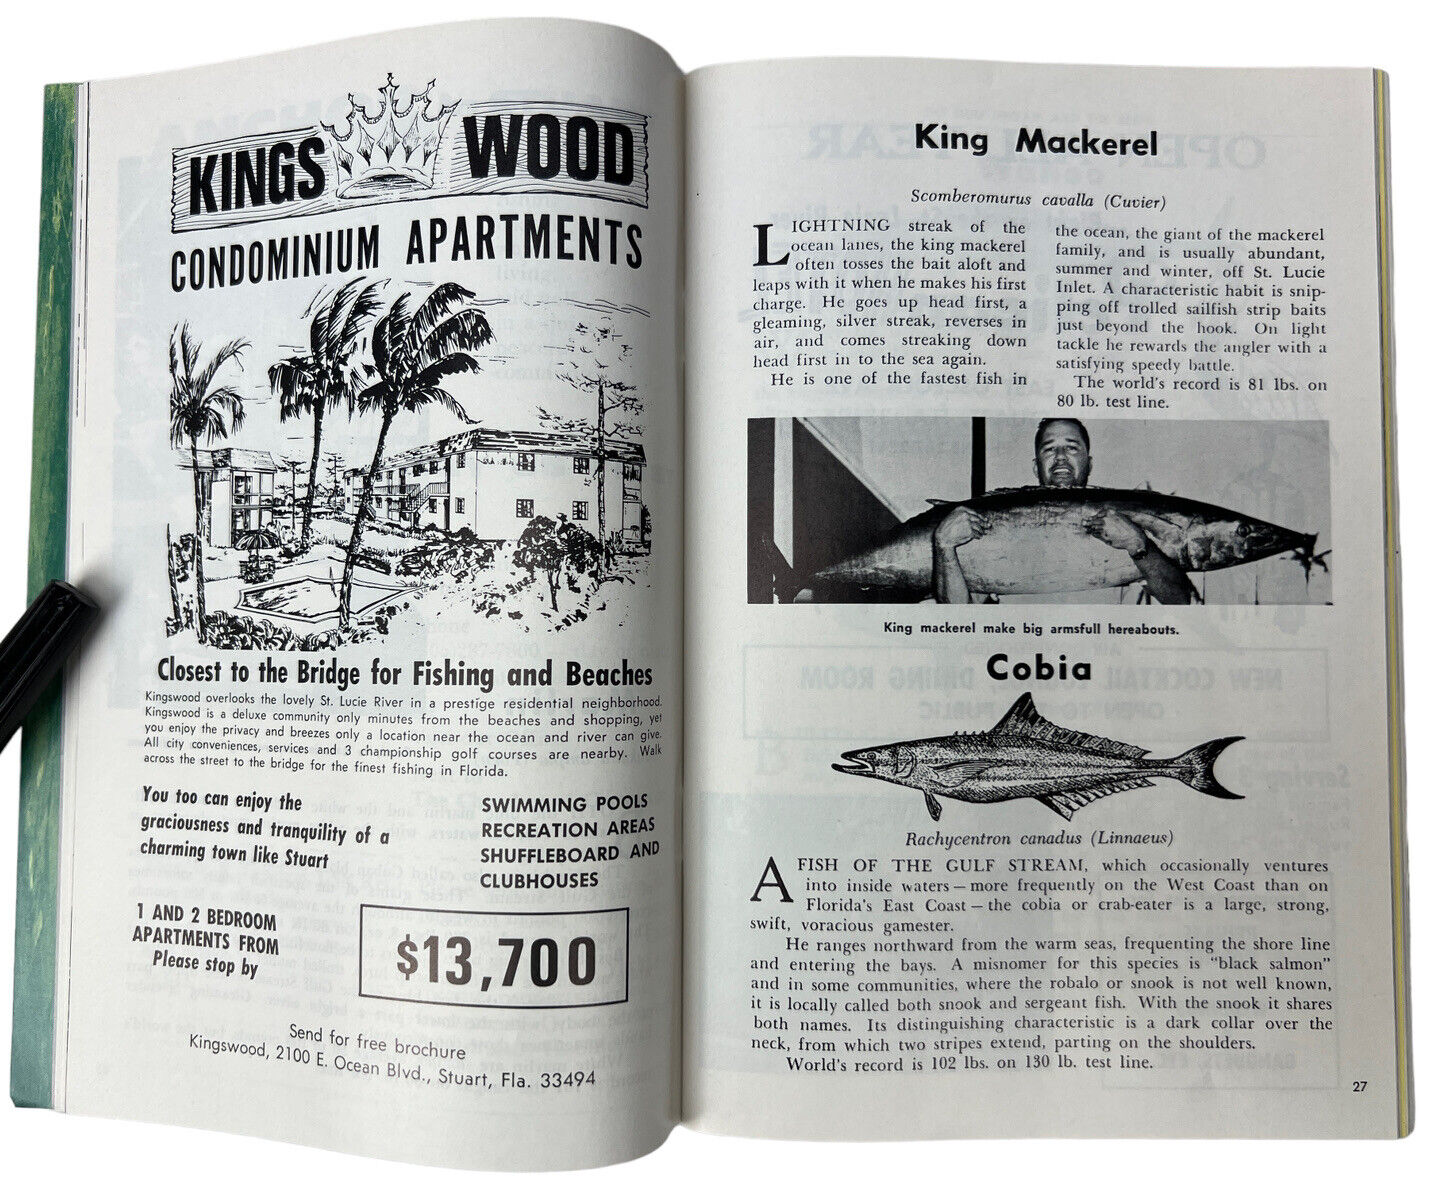 KINGS WOOD
CONDOMINIUM APARTMENTS
Closest to the Bridge for Fishing and Beaches
Kingswood overlooks the lovely St. Lucie River in a prestige residential neighborhood.
Kingswood is a deluxe community only minutes from the beaches and shopping, yet
you enjoy the privacy and breezes only a location near the ocean and river can give.
All city conveniences, services and 3 championship golf courses are nearby. Walk
across the street to the bridge for the finest fishing in Florida.
You too can enjoy the
graciousness and tranquility of a
charming town like Stuart
SWIMMING POOLS
RECREATION AREAS
SHUFFLEBOARD AND
CLUBHOUSES
1 AND 2 BEDROOM
APARTMENTS FROM
Please stop by
$13,700
Send for free brochure
Kingswood, 2100 E. Ocean Blvd., Stuart, Fla. 33494
King Mackerel
Scomberomurus cavalla (Cuvier)
LIGHTNING streak of the
ocean lanes, the king mackerel
often tosses the bait aloft and
leaps with it when he makes his first
charge. He goes up head first, a
gleaming, silver streak, reverses in
air, and comes streaking down
head first in to the sea again.
He is one of the fastest fish in
the ocean, the giant of the mackerel
family, and is usually abundant,
summer and winter, off St. Lucie
Inlet. A characteristic habit is snip-
ping off trolled sailfish strip baits
just beyond the hook. On light
tackle he rewards the angler with a
satisfying speedy battle.
The world's record is 81 lbs. on
80 lb. test line.
King mackerel make big armsfull hereabouts.
Cobia
Rachycentron canadus (Linnaeus)
A FISH OF THE GULF STREAM, which occasionally ventures
into inside waters — more frequently on the West Coast than on
Florida's East Coast — the cobia or crab-eater is a large, strong,
swift, voracious gamester.
He ranges northward from the warm seas, frequenting the shore line
and entering the bays. A misnomer for this species is "black salmon"
and in some communities, where the robalo or snook is not well known,
it is locally called both snook and sergeant fish. With the snook it shares
both names. Its distinguishing characteristic is a dark collar over the
neck, from which two stripes extend, parting on the shoulders.
World's record is 102 lbs. on 130 lb. test line.
27